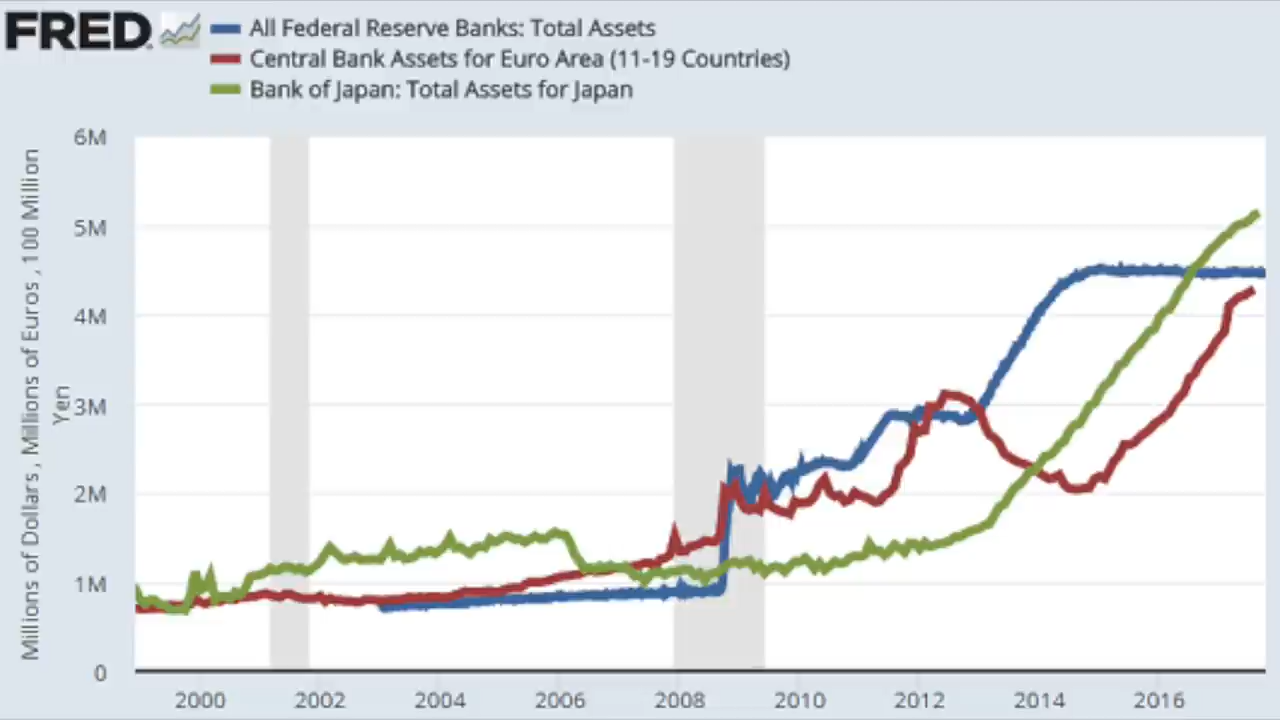 FRED
All Federal Reserve Banks: Total Assets
Central Bank Assets for Euro Area (11-19 Countries)
Bank of Japan: Total Assets for Japan
Millions of Dollars , Millions of Euros , 100 Million
Yen
6M
5M
4M
3M
2M
1M
0
2000 2002 2004 2006 2008 2010 2012 2014 2016